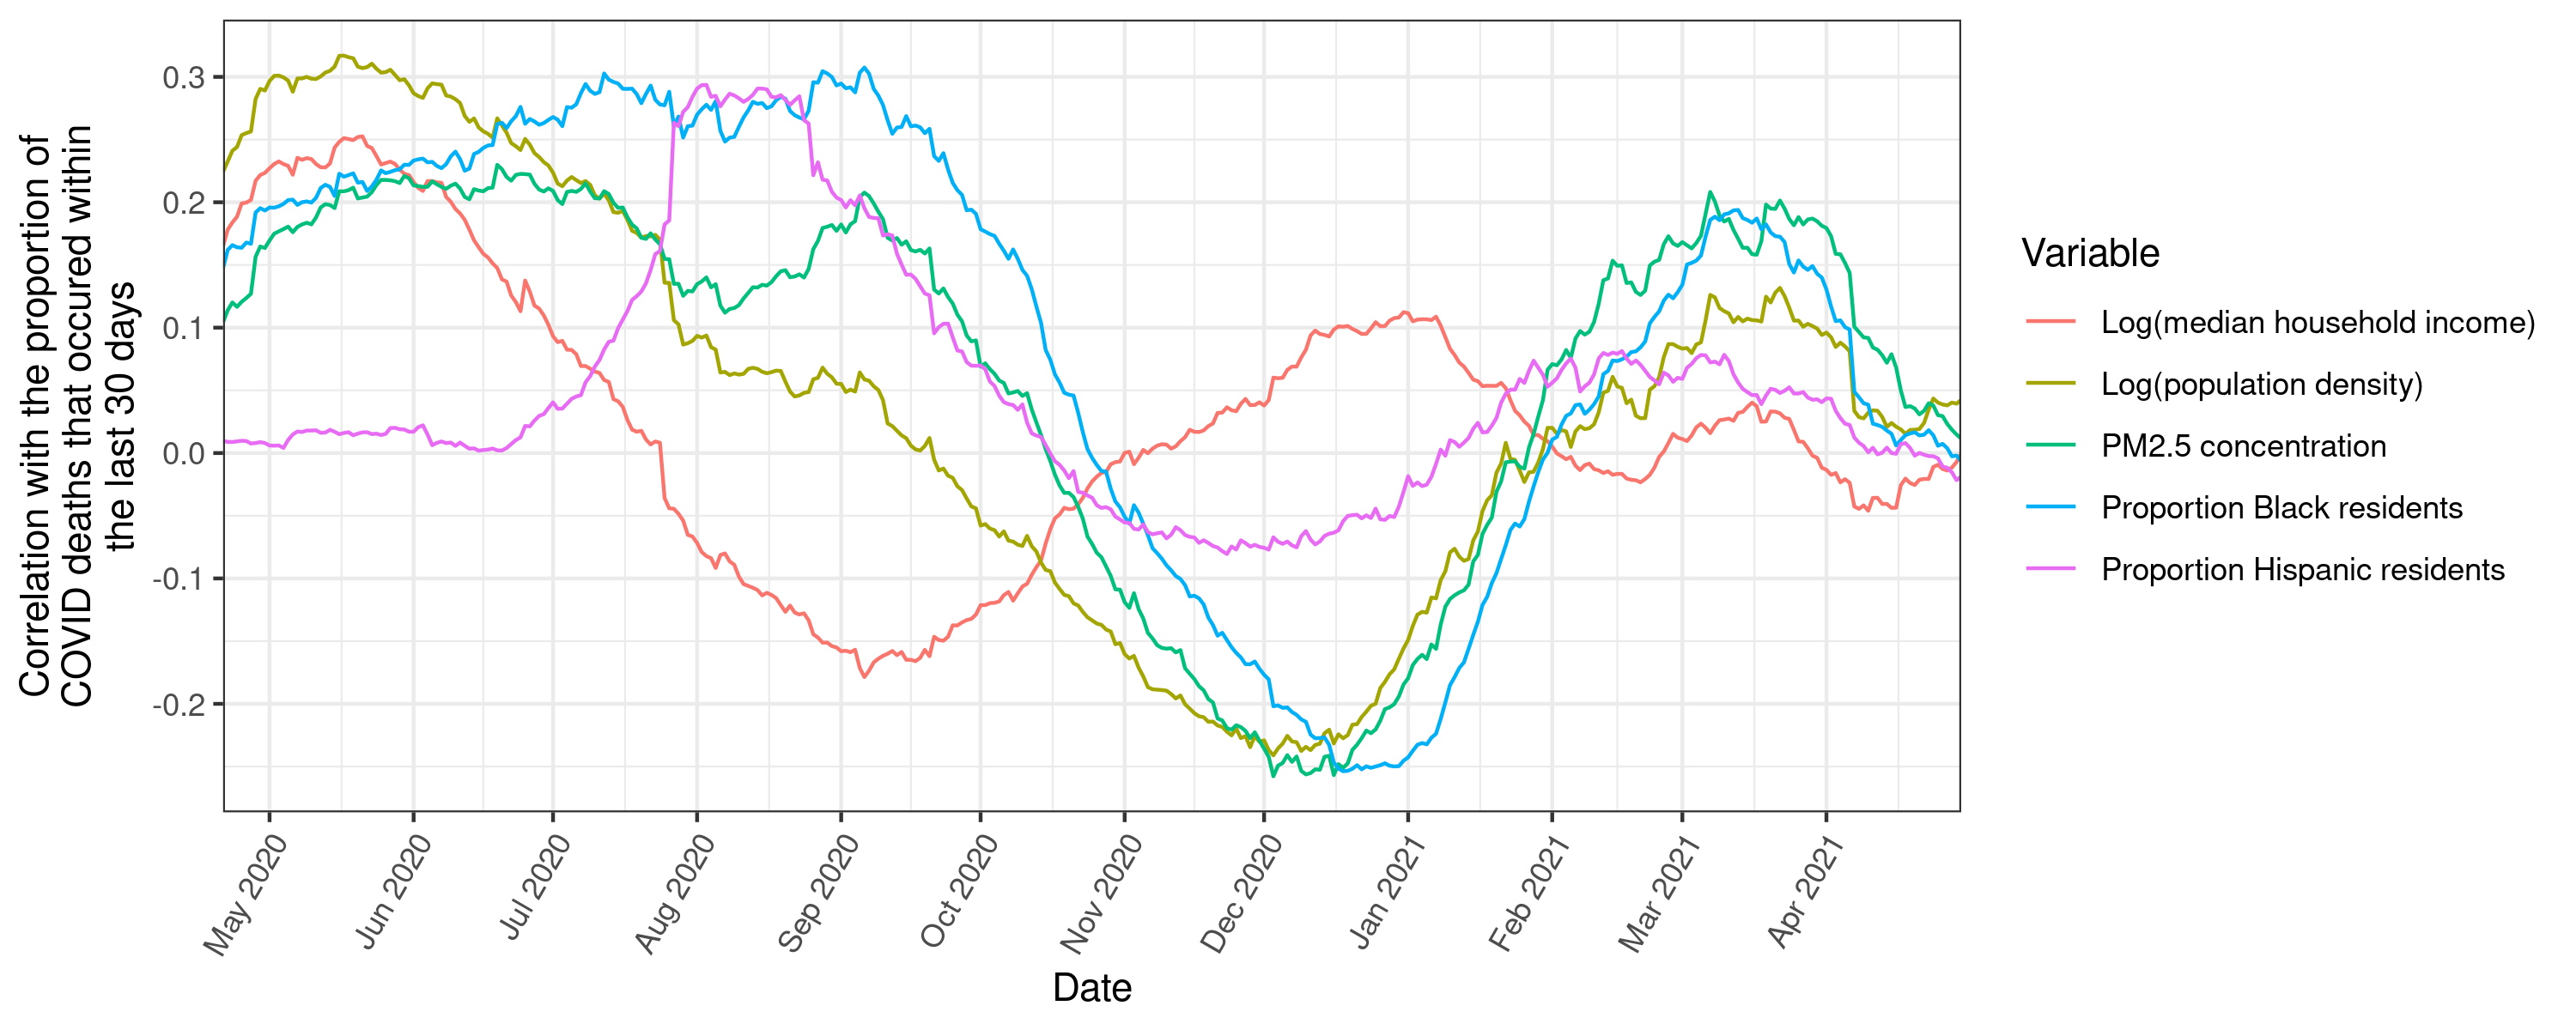 Correlation with the proportion of
COVID deaths that occured within
the last 30 days
0.3
0.2
0.1
0.0
-0.1
-0.2
May 2020
Jun 2020
Jul 2020
Aug 2020
Sep 2020
Oct 2020
Nov 2020
Dec 2020
Jan 2021
Feb 2021
Mar 2021
Apr 2021
Date
Variable
Log(median household income)
Log(population density)
PM2.5 concentration
Proportion Black residents
Proportion Hispanic residents